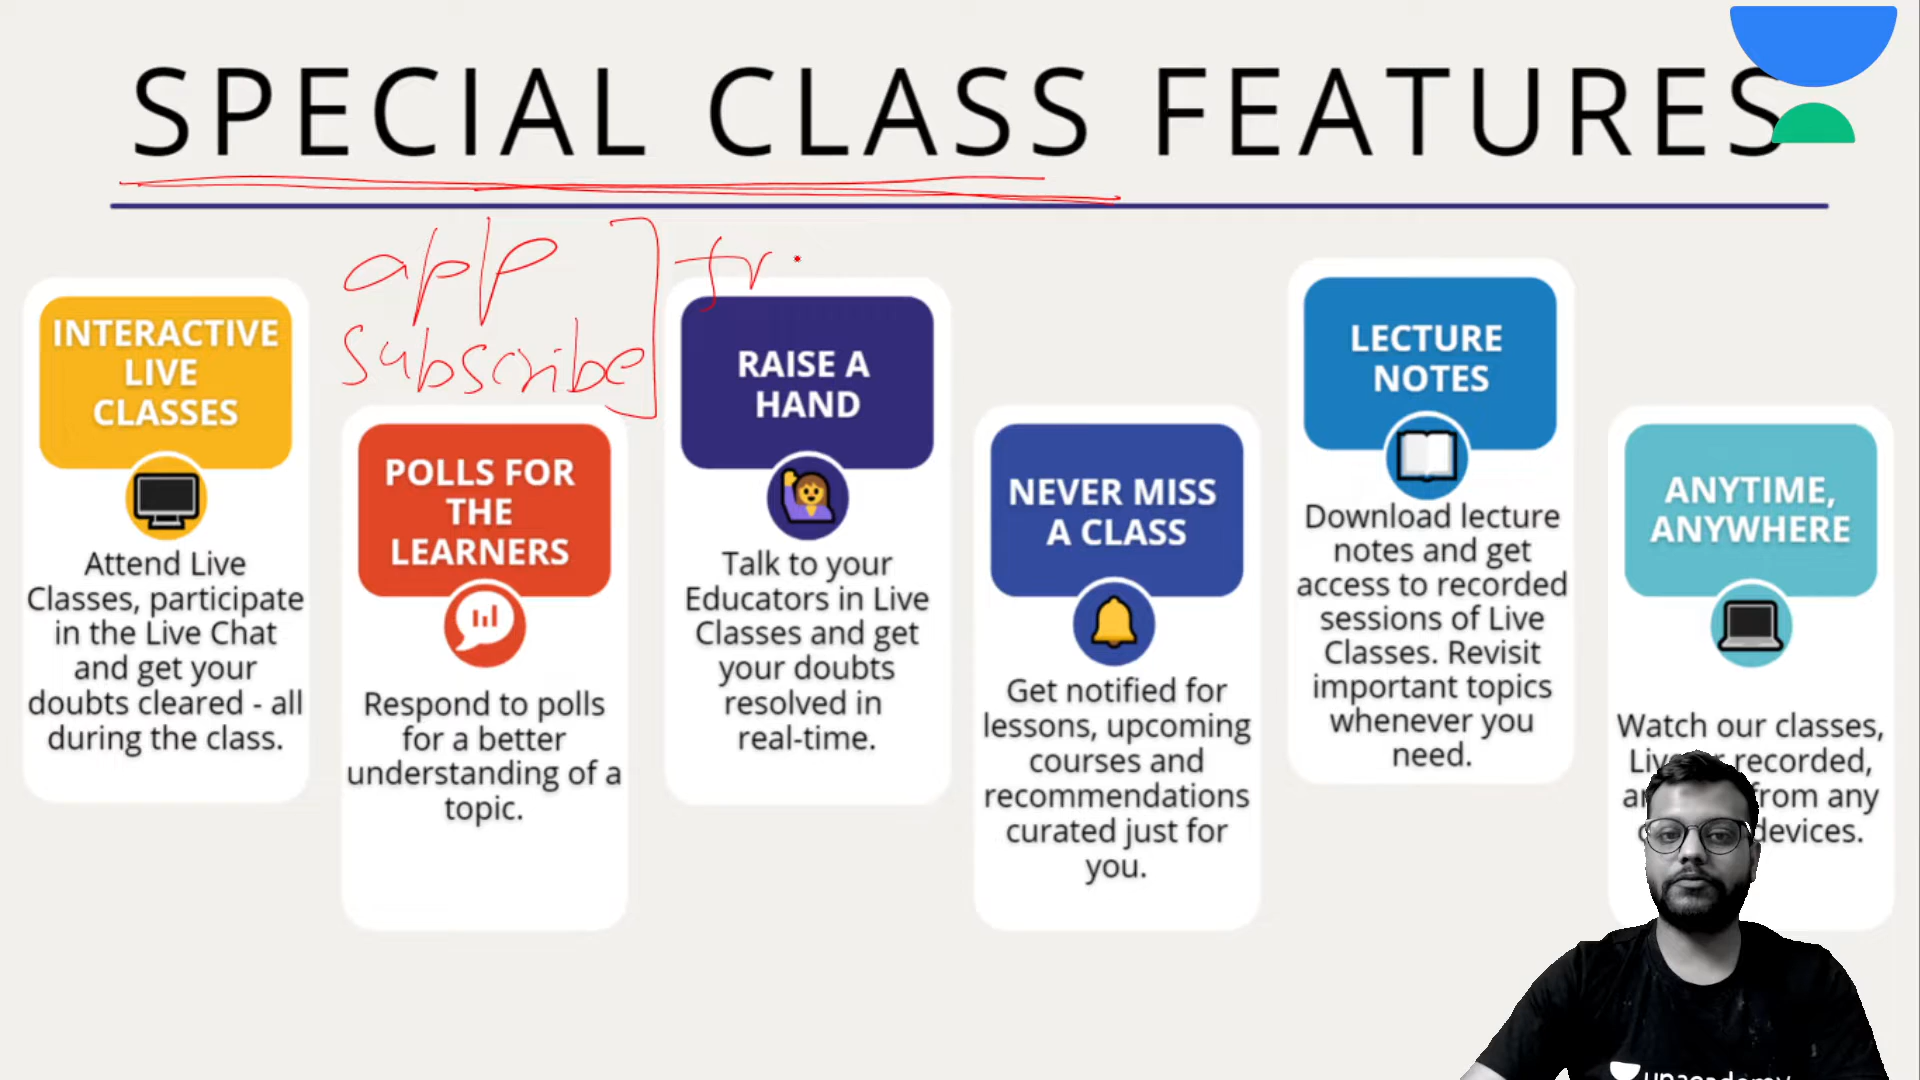 SPECIAL CLASS FEATURES
app
subscribe
fr
INTERACTIVE
LIVE
CLASSES
Attend Live
Classes, participate
in the Live Chat
and get your
doubts cleared - all
during the class.
POLLS FOR
THE
LEARNERS
Respond to polls
for a better
understanding of a
topic.
RAISE A
HAND
Talk to your
Educators in Live
Classes and get
your doubts
resolved in
real-time.
NEVER MISS
A CLASS
Get notified for
lessons, upcoming
courses and
recommendations
curated just for
you.
LECTURE
NOTES
Download lecture
notes and get
access to recorded
sessions of Live
Classes. Revisit
important topics
whenever you
need.
ANYTIME,
ANYWHERE
Watch our classes,
recorded,
from any
devices.
unacademy